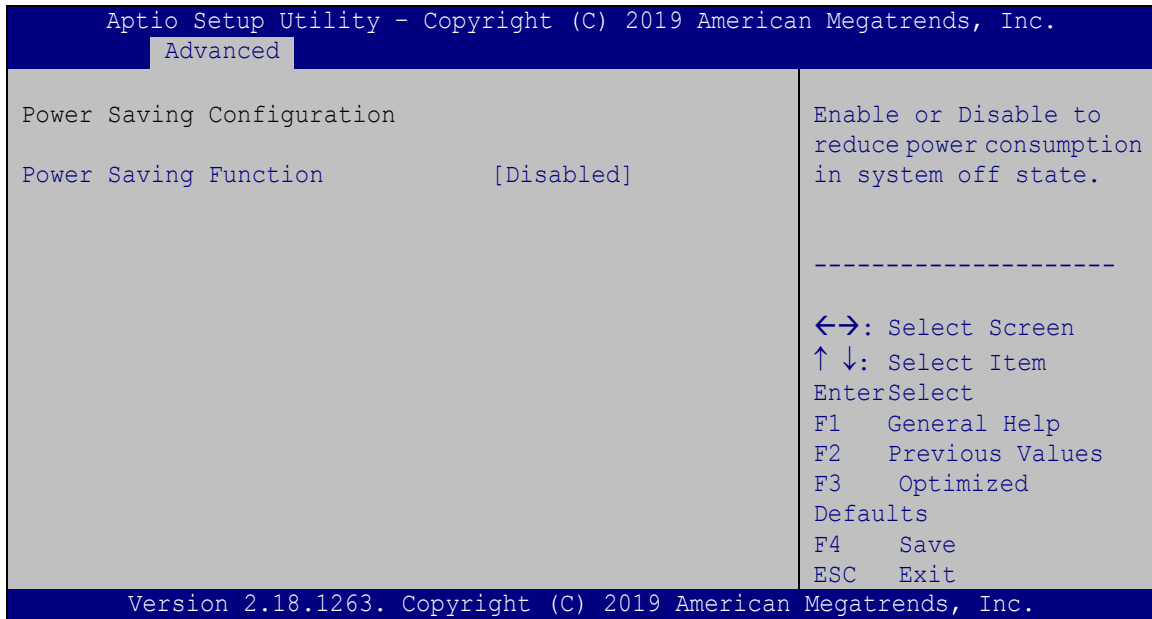 Aptio Setup Utility – Copyright (C) 2019 American Megatrends, Inc.
Advanced
Power Saving Configuration
Power Saving Function [Disabled]
Enable or Disable to
reduce power consumption
in system off state.
---------------------
←→: Select Screen
↑ ↓: Select Item
EnterSelect
F1 General Help
F2 Previous Values
F3 Optimized
Defaults
F4 Save
ESC Exit
Version 2.18.1263. Copyright (C) 2019 American Megatrends, Inc.